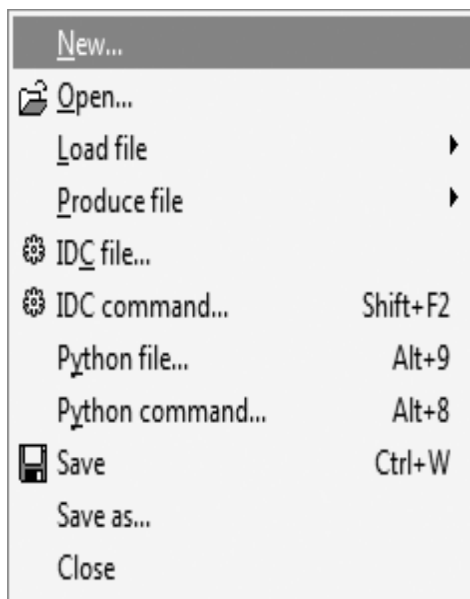 New...
Open...
Load file
Produce file
IDC file...
IDC command... Shift+F2
Python file... Alt+9
Python command... Alt+8
Save Ctrl+W
Save as...
Close